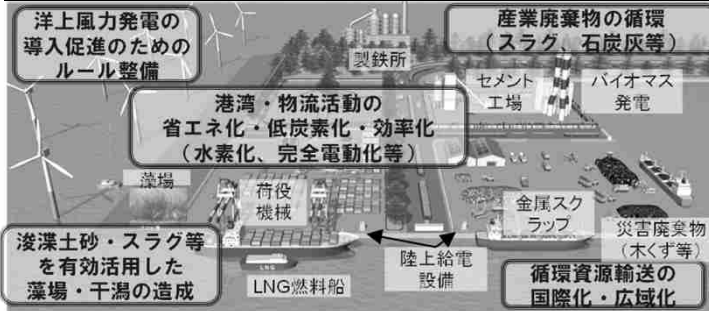 洋上風力発電の
導入促進のための
ルール整備
産業廃棄物の循環
（スラグ、石炭灰等）
製鉄所
セメント
工場
バイオマス
発電
港湾・物流活動の
省エネ化・低炭素化・効率化
（水素化、完全電動化等）
藻場
荷役
機械
金属スク
ラップ
災害廃棄物
（木くず等）
浚渫土砂・スラグ等
を有効活用した
藻場・干潟の造成
LNG
LNG燃料船
陸上給電
設備
循環資源輸送の
国際化・広域化